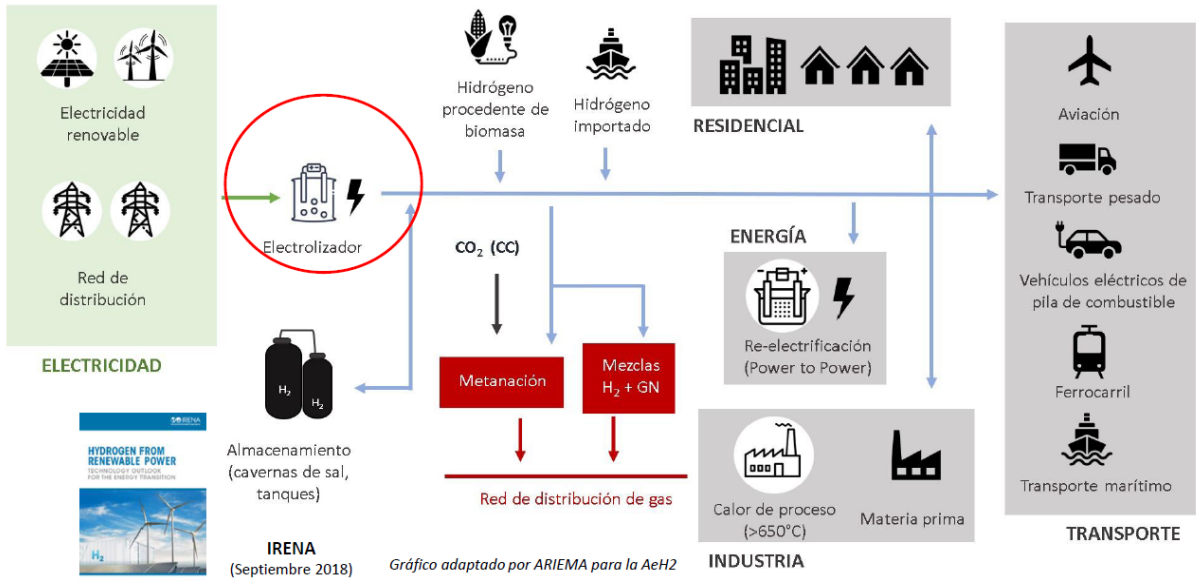 Electricidad
renovable
Red de
distribución
ELECTRICIDAD
Electrolizador
Hidrógeno
procedente de
biomasa
Hidrógeno
importado
RESIDENCIAL
CO₂ (CC)
ENERGÍA
Re-electrificación
(Power to Power)
Metanación
Mezclas
H₂ + GN
Red de distribución de gas
H₂
H₂
Almacenamiento
(cavernas de sal,
tanques)
IRENA
HYDROGEN FROM
RENEWABLE POWER
TECHNOLOGY OUTLOOK
FOR THE ENERGY TRANSITION
H₂
IRENA
(Septiembre 2018)
Gráfico adaptado por ARIEMA para la AeH2
Calor de proceso
(>650°C)
Materia prima
INDUSTRIA
Aviación
Transporte pesado
Vehículos eléctricos de
pila de combustible
Ferrocarril
Transporte marítimo
TRANSPORTE